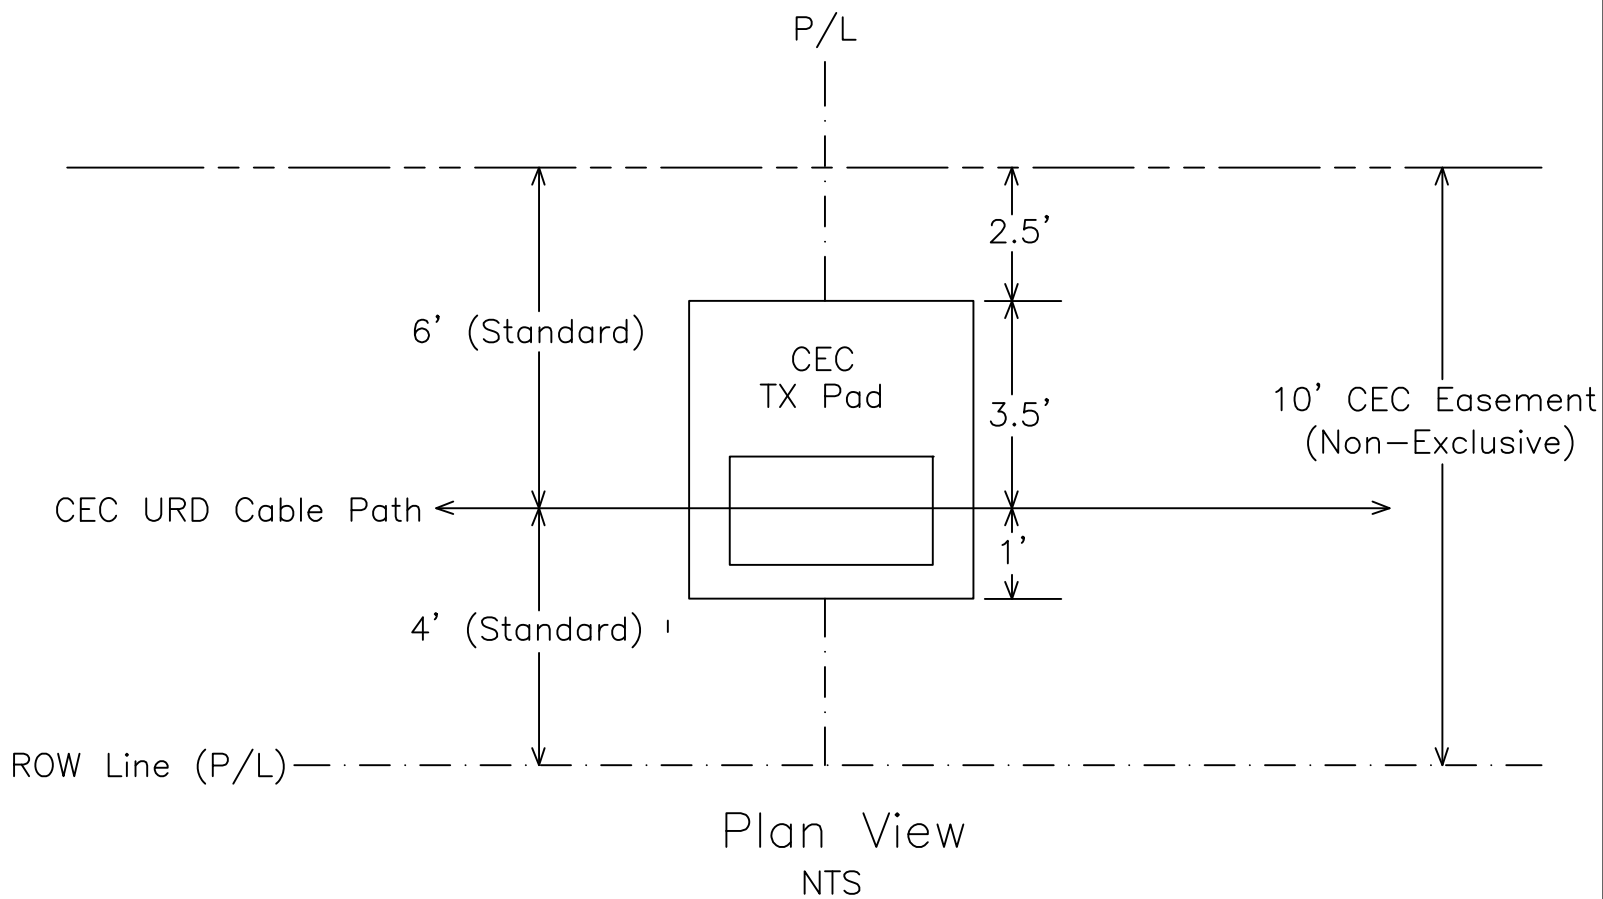 P/L
2.5'
6' (Standard)
CEC
TX Pad
3.5'
10' CEC Easement
(Non-Exclusive)
CEC URD Cable Path
1'
4' (Standard)
ROW Line (P/L)
Plan View
NTS